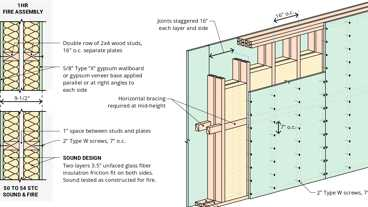 1HR
FIRE ASSEMBLY
Double row of 2x4 wood studs,
16" o.c. separate plates
5/8" Type "X" gypsum wallboard
or gypsum veneer base applied
parallel or at right angles to
each side
9-1/2"
1" space between studs and plates
2" Type W screws, 7" o.c.
SOUND DESIGN
Two-layers 3.5" unfaced glass fiber
insulation friction fit on both sides.
Sound tested as constructed for fire.
50 TO 54 STC
SOUND & FIRE
Joints staggered 16"
each layer and side
16" o.c.
Horizontal bracing
required at mid-height
7" o.c.
2" Type W screws, 7"